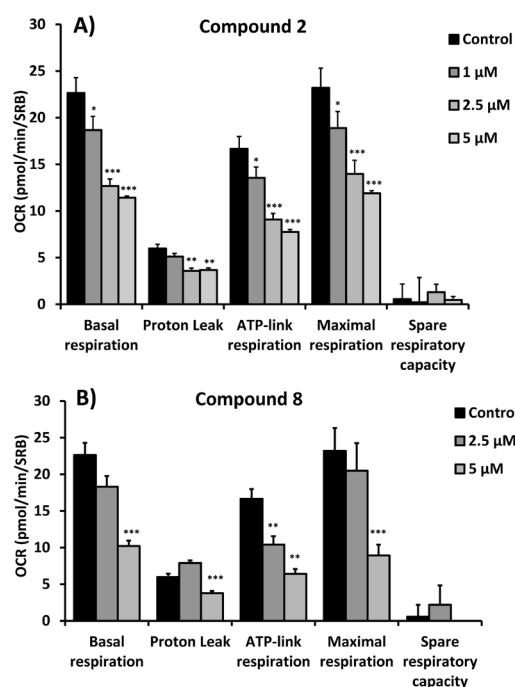 A)
Compound 2
Control
1 µM
2.5 µM
5 µM
OCR (pmol/min/SRB)
30
25
20
15
10
5
0
*
***
***
** **
*
***
***
*
***
***
Basal respiration
Proton Leak
ATP-link respiration
Maximal respiration
Spare respiratory capacity
B)
Compound 8
Control
2.5 µM
5 µM
OCR (pmol/min/SRB)
30
25
20
15
10
5
0
***
***
**
**
***
Basal respiration
Proton Leak
ATP-link respiration
Maximal respiration
Spare respiratory capacity